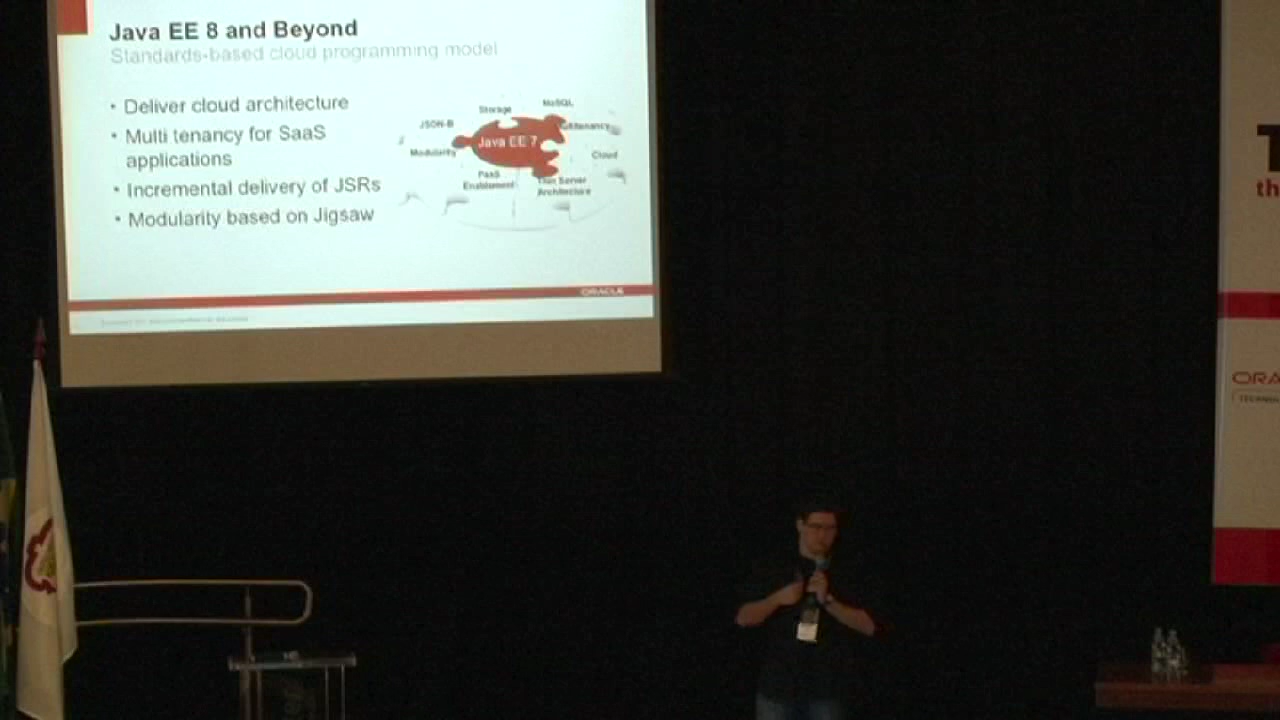 Java EE 8 and Beyond
Standards-based cloud programming model
• Deliver cloud architecture
• Multi tenancy for SaaS
applications
• Incremental delivery of JSRs
• Modularity based on Jigsaw
Storage
NoSQL
JSON-B
Multitenancy
Java EE 7
Modularity
Cloud
PaaS
Enablement
Thin Server
Architecture
ORACLE
T
th
ORA